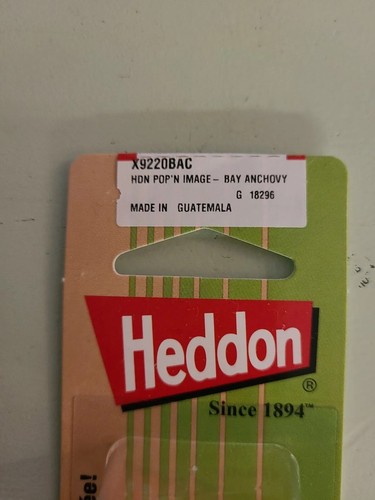 X9220BAC
HDN POP'N IMAGE– BAY ANCHOVY
G 18296
MADE IN GUATEMALA
Heddon®
Since 1894™